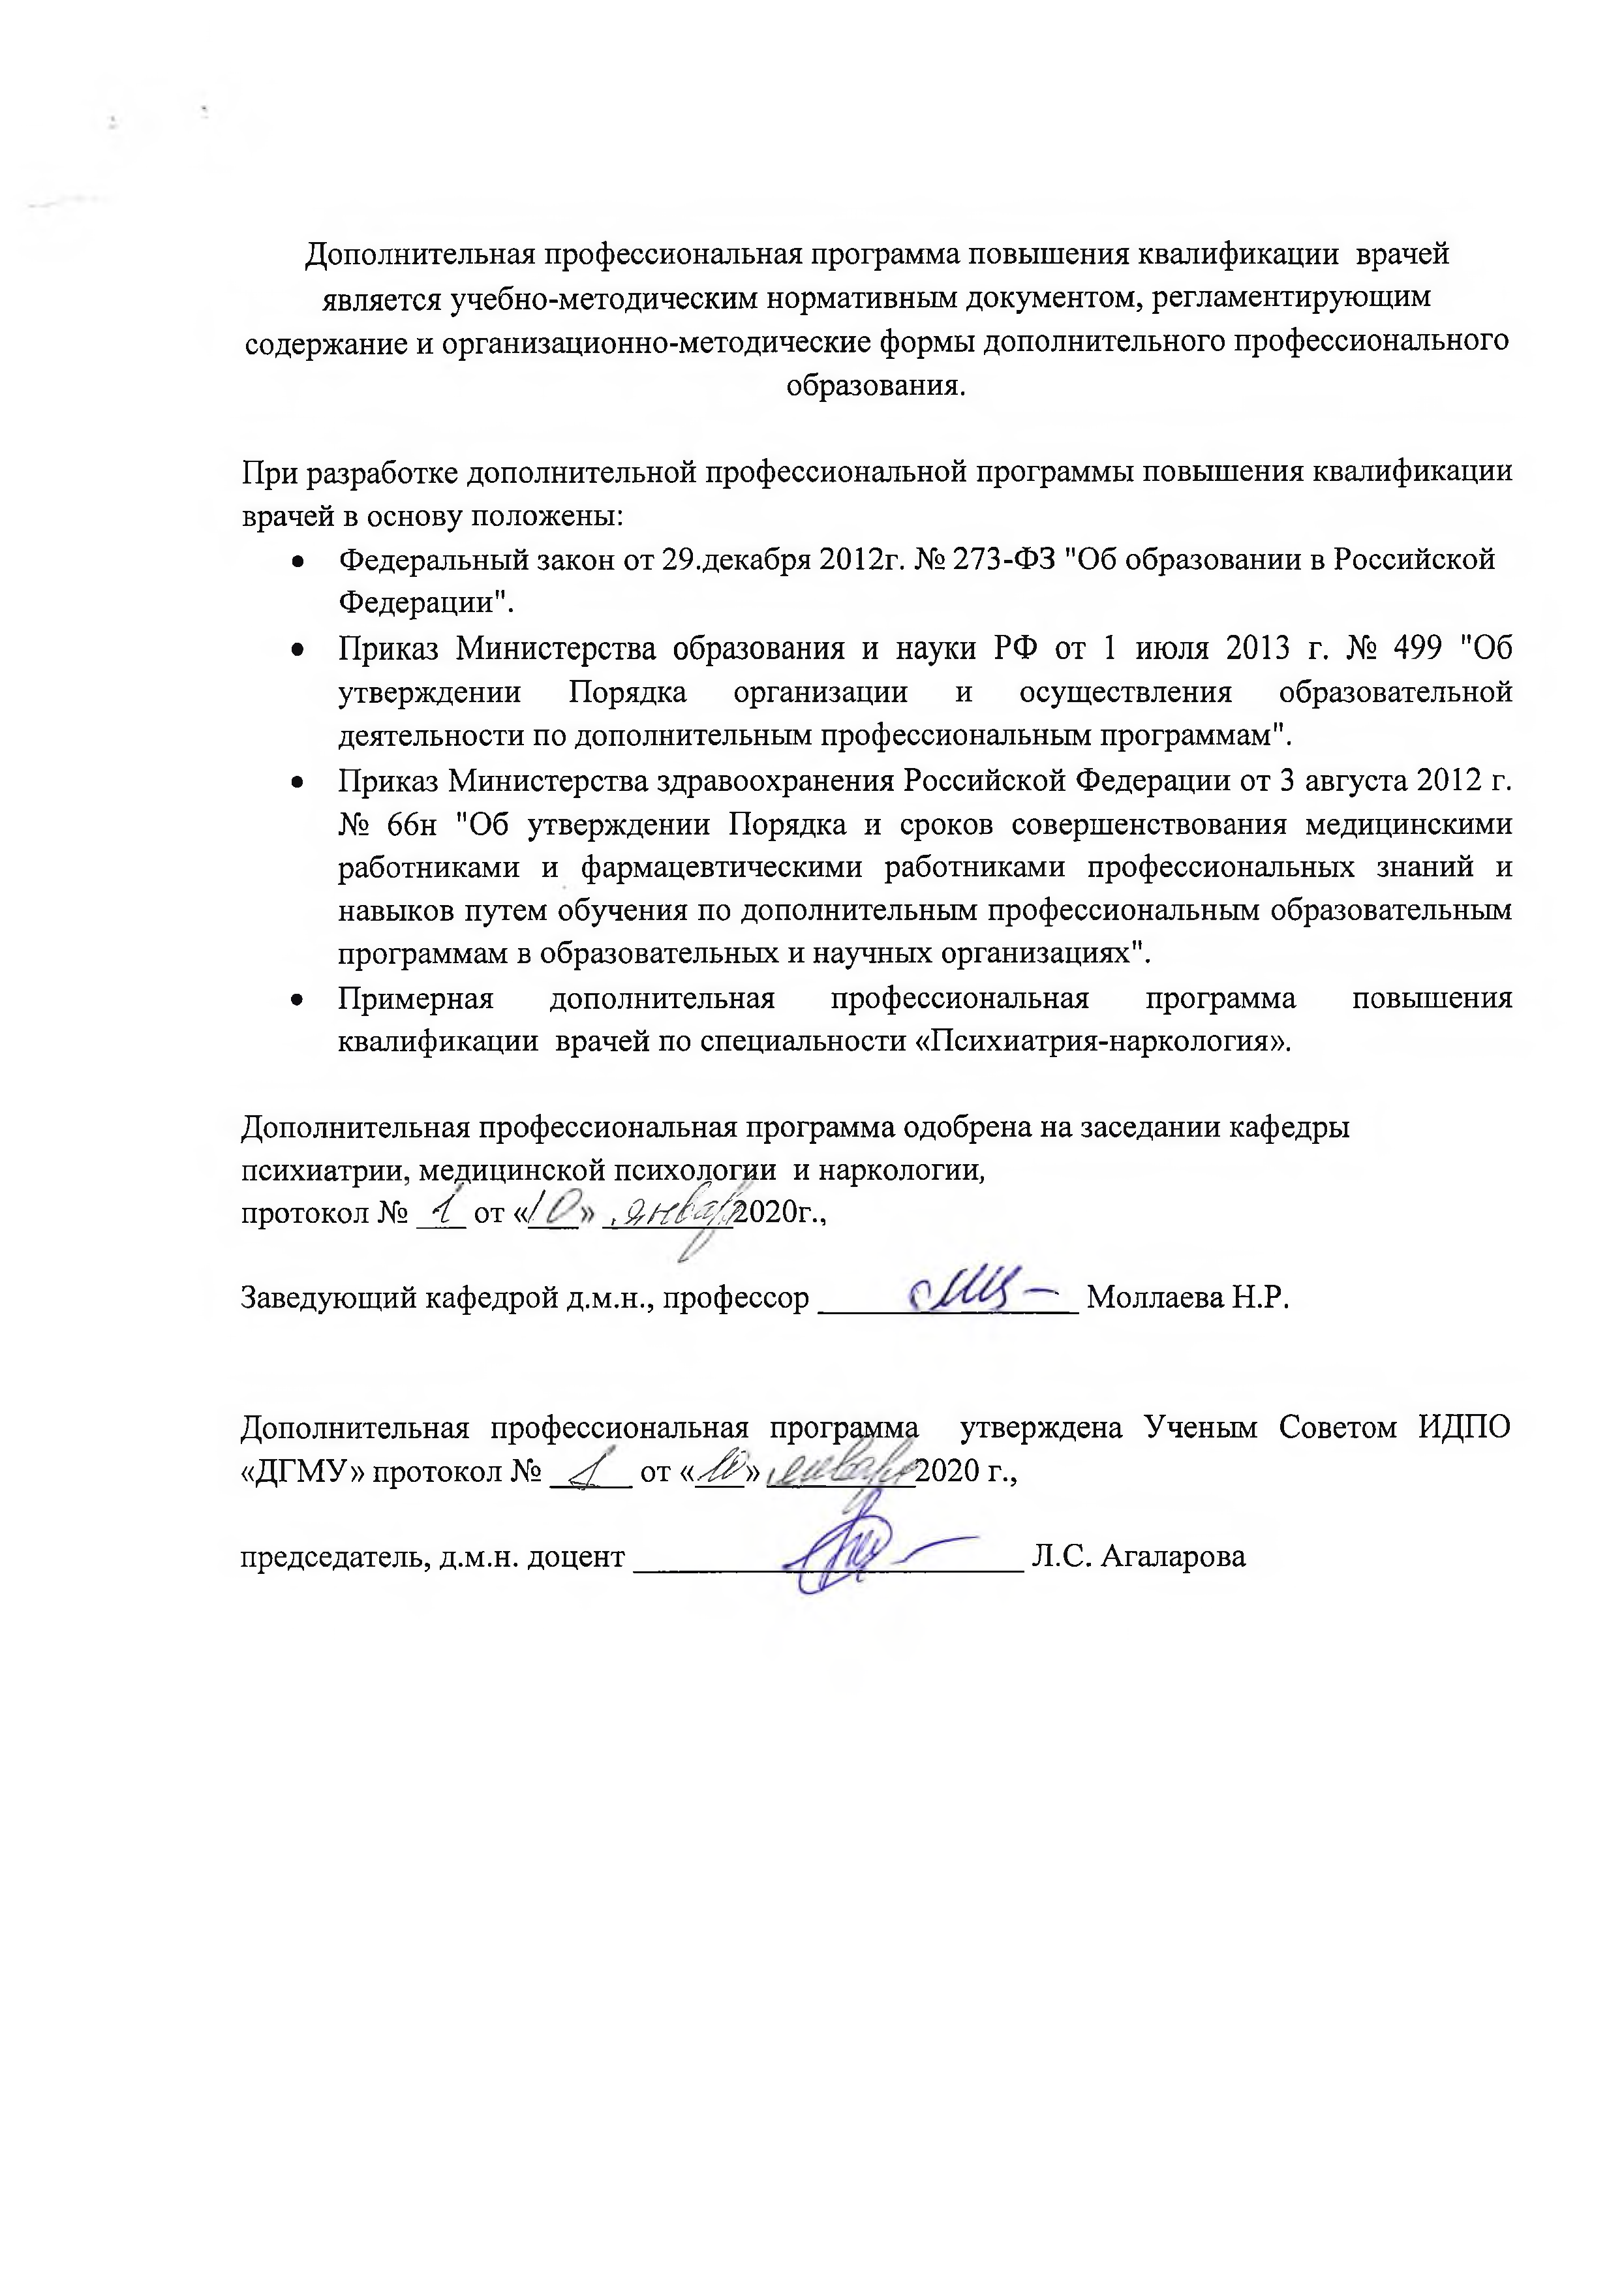 Дополнительная профессиональная программа повышения квалификации врачей
является учебно-методическим нормативным документом, регламентирующим
содержание и организационно-методические формы дополнительного профессионального
образования.
При разработке дополнительной профессиональной программы повышения квалификации
врачей в основу положены:
• Федеральный закон от 29.декабря 2012г. № 273-ФЗ "Об образовании в Российской
Федерации".
• Приказ Министерства образования и науки РФ от 1 июля 2013 г. № 499 "Об
утверждении Порядка организации и осуществления образовательной
деятельности по дополнительным профессиональным программам".
• Приказ Министерства здравоохранения Российской Федерации от 3 августа 2012 г.
№ 66н "Об утверждении Порядка и сроков совершенствования медицинскими
работниками и фармацевтическими работниками профессиональных знаний и
навыков путем обучения по дополнительным профессиональным образовательным
программам в образовательных и научных организациях".
• Примерная дополнительная профессиональная программа повышения
квалификации врачей по специальности «Психиатрия-наркология».
Дополнительная профессиональная программа одобрена на заседании кафедры
психиатрии, медицинской психологии и наркологии,
протокол № 1 от «10» января 2020г.,
Заведующий кафедрой д.м.н., профессор Моллаева Н.Р.
Дополнительная профессиональная программа утверждена Ученым Советом ИДПО
«ДГМУ» протокол № 1 от «10» января 2020 г.,
председатель, д.м.н. доцент Л.С. Агаларова